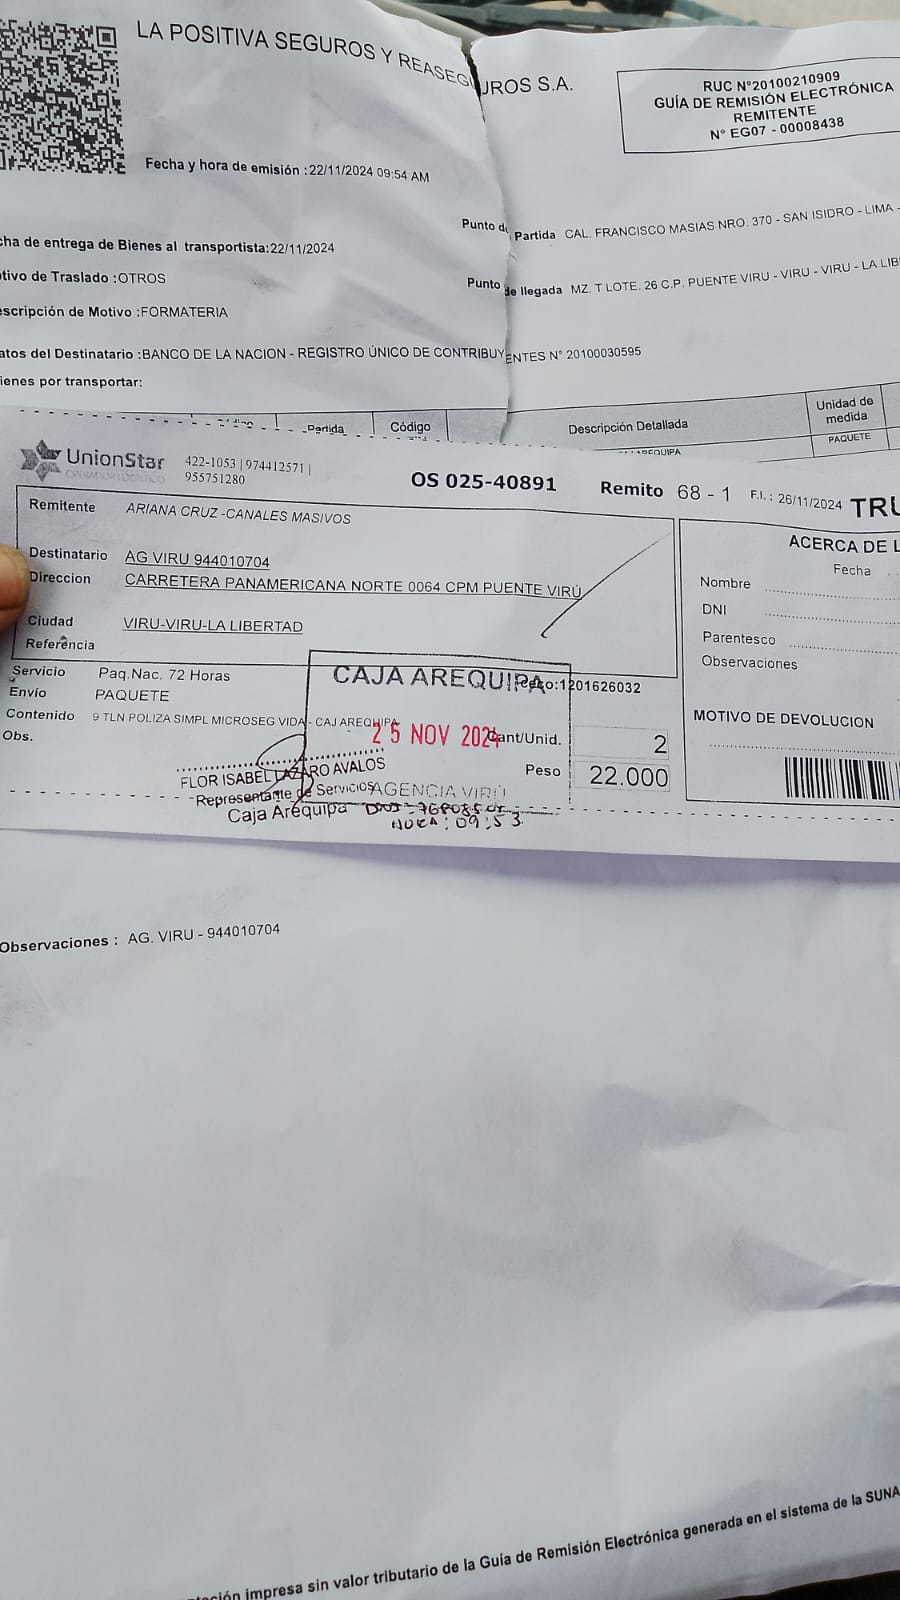 LA POSITIVA SEGUROS Y REASEGUROS S.A.
RUC N°20100210909
GUÍA DE REMISIÓN ELECTRÓNICA
REMITENTE
N° EG07 - 00008438
Fecha y hora de emisión :22/11/2024 09:54 AM
cha de entrega de Bienes al transportista:22/11/2024
Punto de Partida CAL. FRANCISCO MASIAS NRO. 370 - SAN ISIDRO - LIMA -
tivo de Traslado :OTROS
Punto de llegada MZ. T LOTE. 26 C.P. PUENTE VIRU - VIRU - VIRU - LA LIB
escripción de Motivo :FORMATERIA
atos del Destinatario :BANCO DE LA NACION - REGISTRO ÚNICO DE CONTRIBUYENTES N° 20100030595
ienes por transportar:
Partida Código Descripción Detallada Unidad de medida
AREQUIPA PAQUETE
UnionStar
OPERADOR LOGÍSTICO
422-1053 | 974412571 |
955751280
OS 025-40891
Remito 68 - 1 F.I.: 26/11/2024 TRU
Remitente ARIANA CRUZ -CANALES MASIVOS
Destinatario AG VIRU 944010704
Direccion CARRETERA PANAMERICANA NORTE 0064 CPM PUENTE VIRÚ
Ciudad VIRU-VIRU-LA LIBERTAD
Referencia
ACERCA DE L
Fecha
Nombre
DNI
Parentesco
Observaciones
MOTIVO DE DEVOLUCION
Servicio Paq.Nac. 72 Horas
Envío PAQUETE
Contenido 9 TLN POLIZA SIMPL MICROSEG VIDA - CAJ AREQUIPA
Obs.
:1201626032
Cant/Unid. 2
Peso 22.000
CAJA AREQUIPA
25 NOV 2024
AGENCIA VIRÚ
FLOR ISABEL LAZARO AVALOS
Representante de Servicios
Caja Arequipa
HORA: 09:53
Observaciones : AG. VIRU - 944010704
ción impresa sin valor tributario de la Guía de Remisión Electrónica generada en el sistema de la SUNA